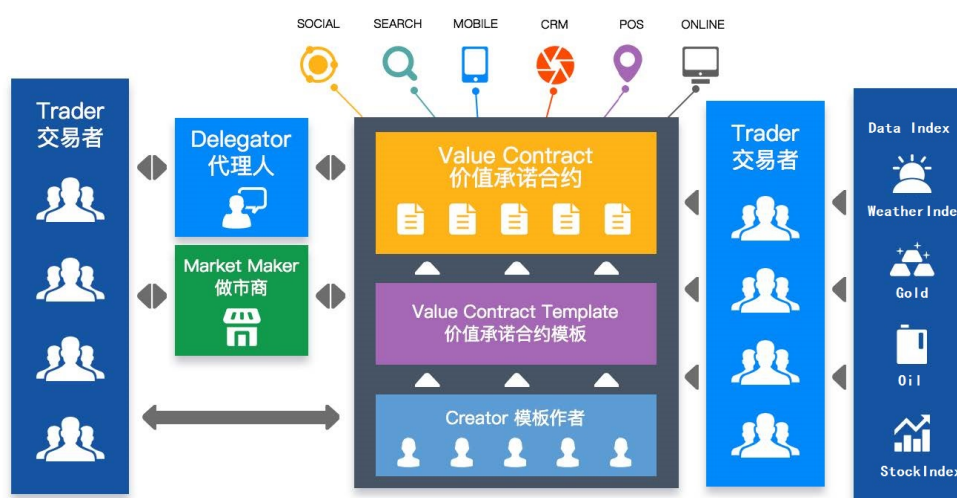 SOCIAL
SEARCH
MOBILE
CRM
POS
ONLINE
Trader
交易者
Delegator
代理人
Market Maker
做市商
Value Contract
价值承诺合约
Value Contract Template
价值承诺合约模板
Creator 模板作者
Trader
交易者
Data Index
WeatherInde
Gold
Oil
StockIndex